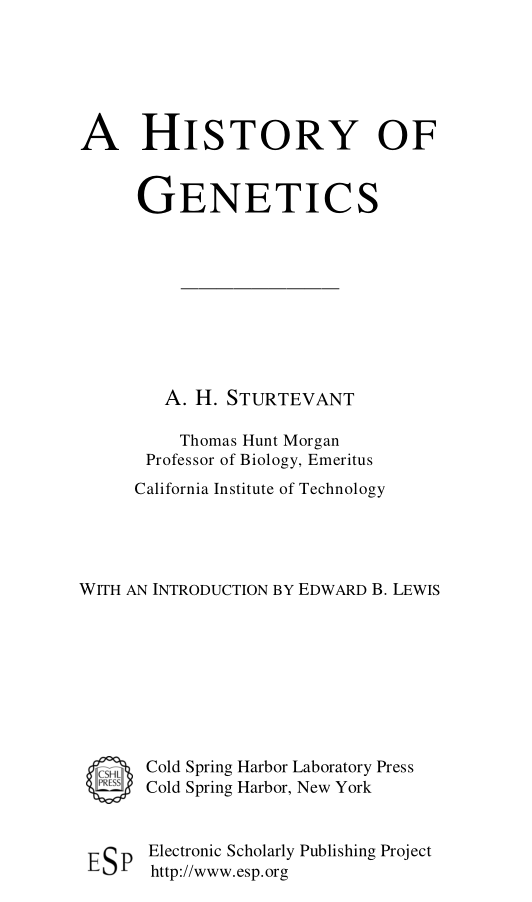 A HISTORY OF
GENETICS
A. H. STURTEVANT
Thomas Hunt Morgan
Professor of Biology, Emeritus
California Institute of Technology
WITH AN INTRODUCTION BY EDWARD B. LEWIS
CSHL
PRESS
Cold Spring Harbor Laboratory Press
Cold Spring Harbor, New York
ESP
Electronic Scholarly Publishing Project
http://www.esp.org